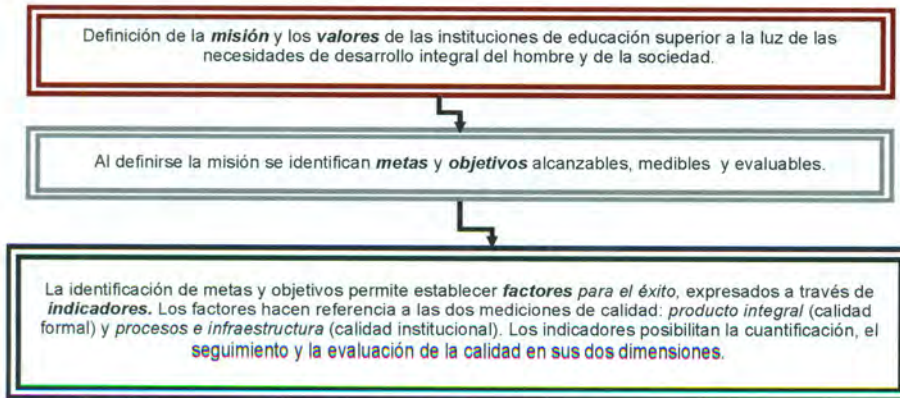 Definición de la misión y los valores de las instituciones de educación superior a la luz de las
necesidades de desarrollo integral del hombre y de la sociedad.
Al definirse la misión se identifican metas y objetivos alcanzables, medibles y evaluables.
La identificación de metas y objetivos permite establecer factores para el éxito, expresados a través de
indicadores. Los factores hacen referencia a las dos mediciones de calidad: producto integral (calidad
formal) y procesos e infraestructura (calidad institucional). Los indicadores posibilitan la cuantificación, el
seguimiento y la evaluación de la calidad en sus dos dimensiones.